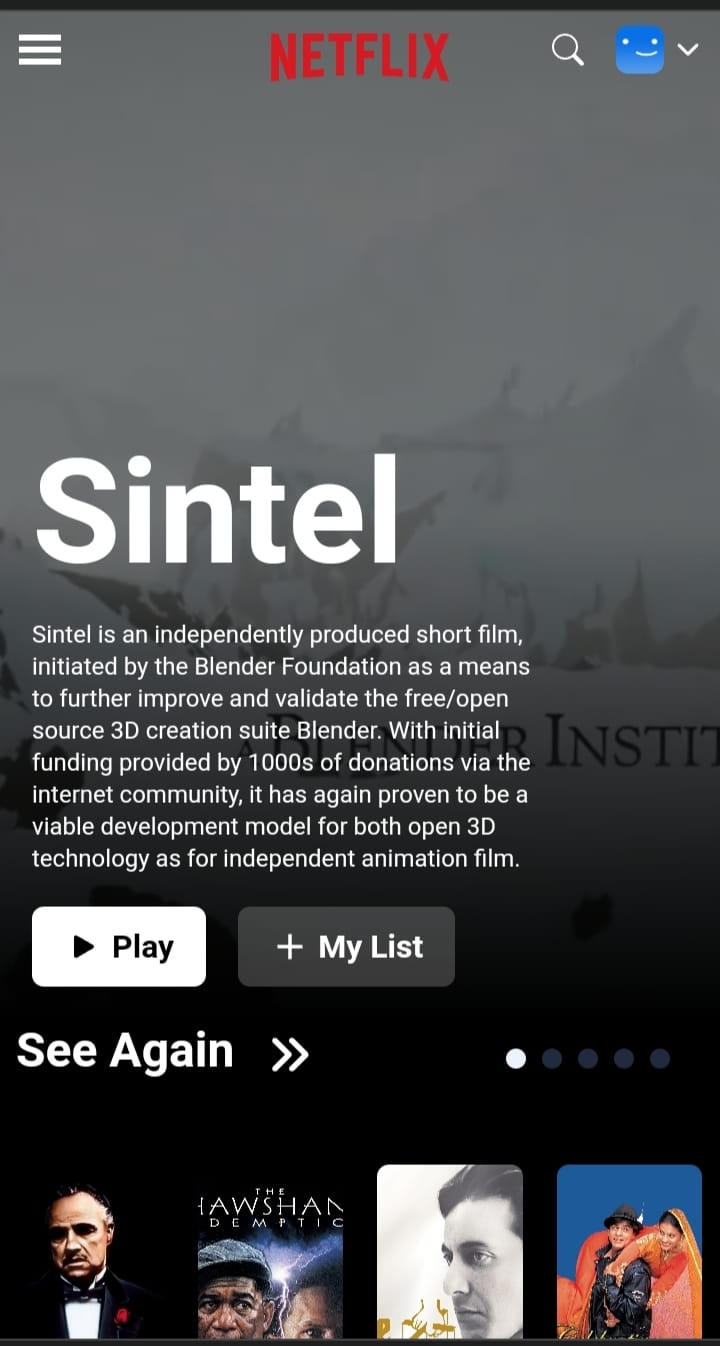 NETFLIX
Sintel
Sintel is an independently produced short film,
initiated by the Blender Foundation as a means
to further improve and validate the free/open
source 3D creation suite Blender. With initial
funding provided by 1000s of donations via the
internet community, it has again proven to be a
viable development model for both open 3D
technology as for independent animation film.
BLENDER INSTIT
Play
My List
See Again
THE
HAWSHAN
DEMPTIC